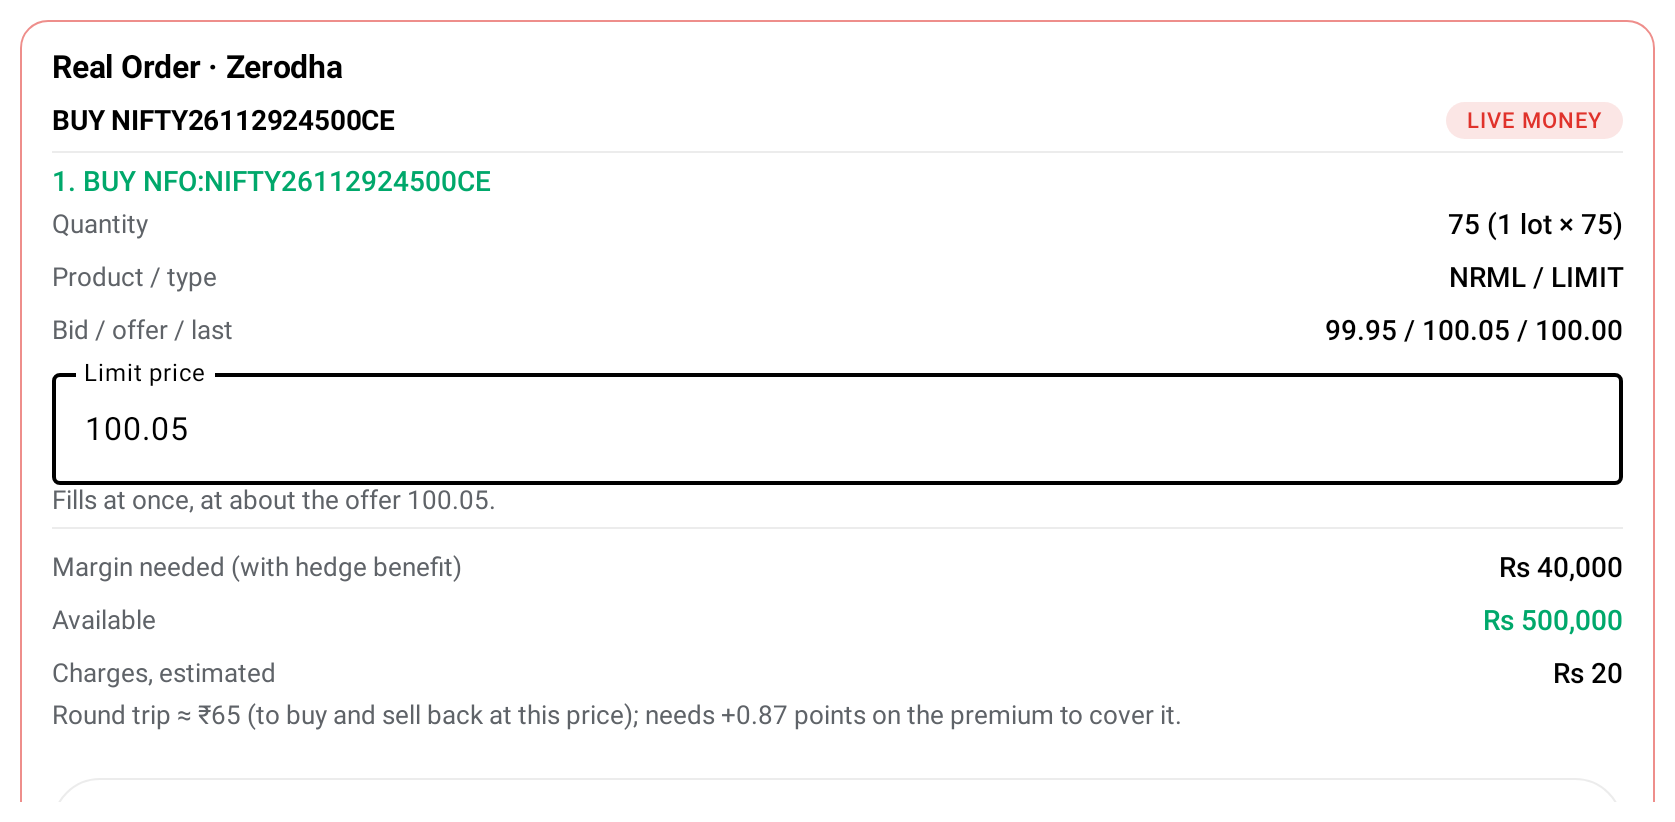 Real Order · Zerodha
BUY NIFTY26112924500CE
LIVE MONEY
1. BUY NFO:NIFTY26112924500CE
Quantity 75 (1 lot × 75)
Product / type NRML / LIMIT
Bid / offer / last 99.95 / 100.05 / 100.00
Limit price
100.05
Fills at once, at about the offer 100.05.
Margin needed (with hedge benefit) Rs 40,000
Available Rs 500,000
Charges, estimated Rs 20
Round trip ≈ ₹65 (to buy and sell back at this price); needs +0.87 points on the premium to cover it.